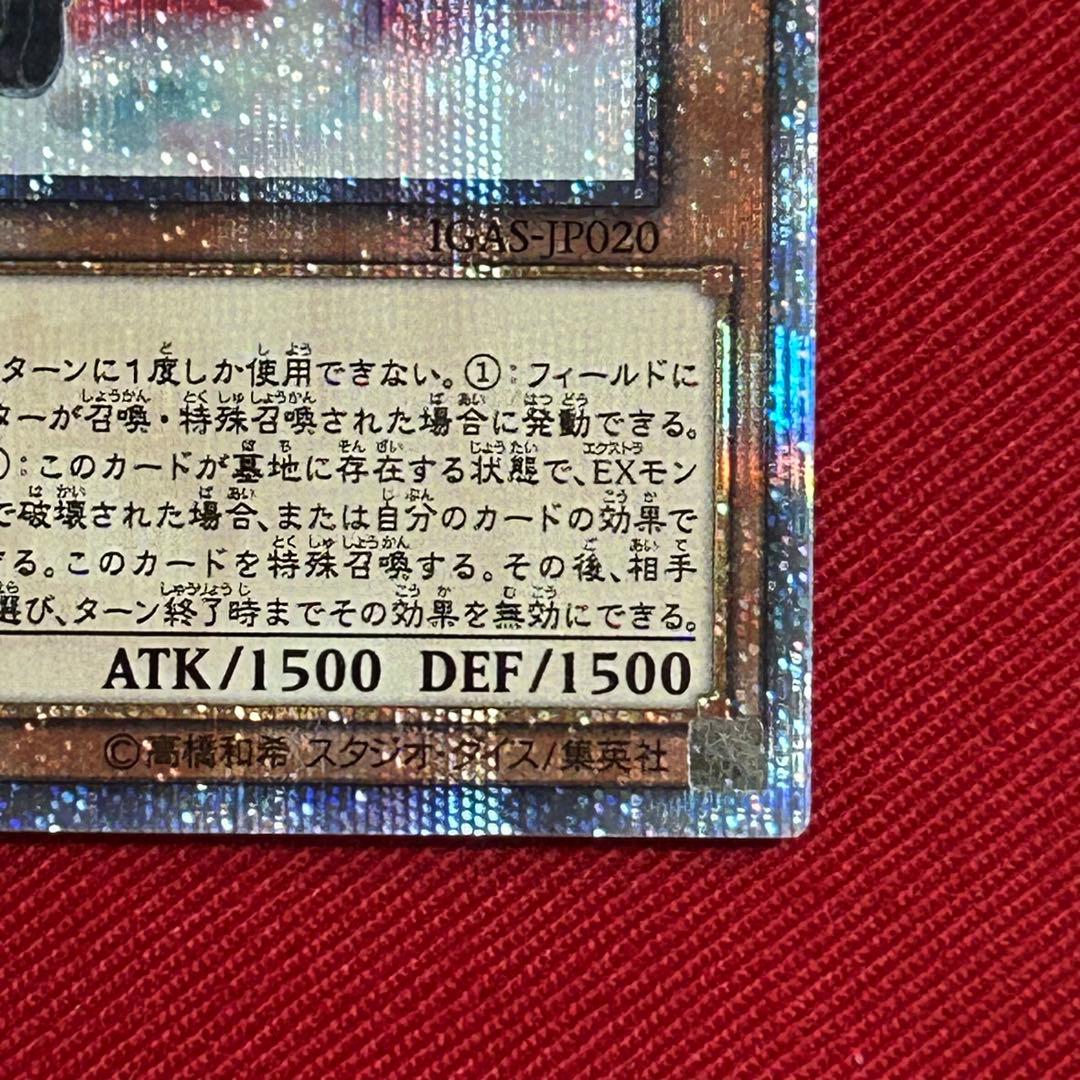 IGAS-JP020
ターンに1度しか使用できない。①:フィールドに
ターが召喚・特殊召喚された場合に発動できる。
:このカードが墓地に存在する状態で、EXモン
で破壊された場合、または自分のカードの効果で
きる。このカードを特殊召喚する。その後、相手
選び、ターン終了時までその効果を無効にできる。
ATK/1500 DEF/1500
©高橋和希 スタジオ・ダイス/集英社